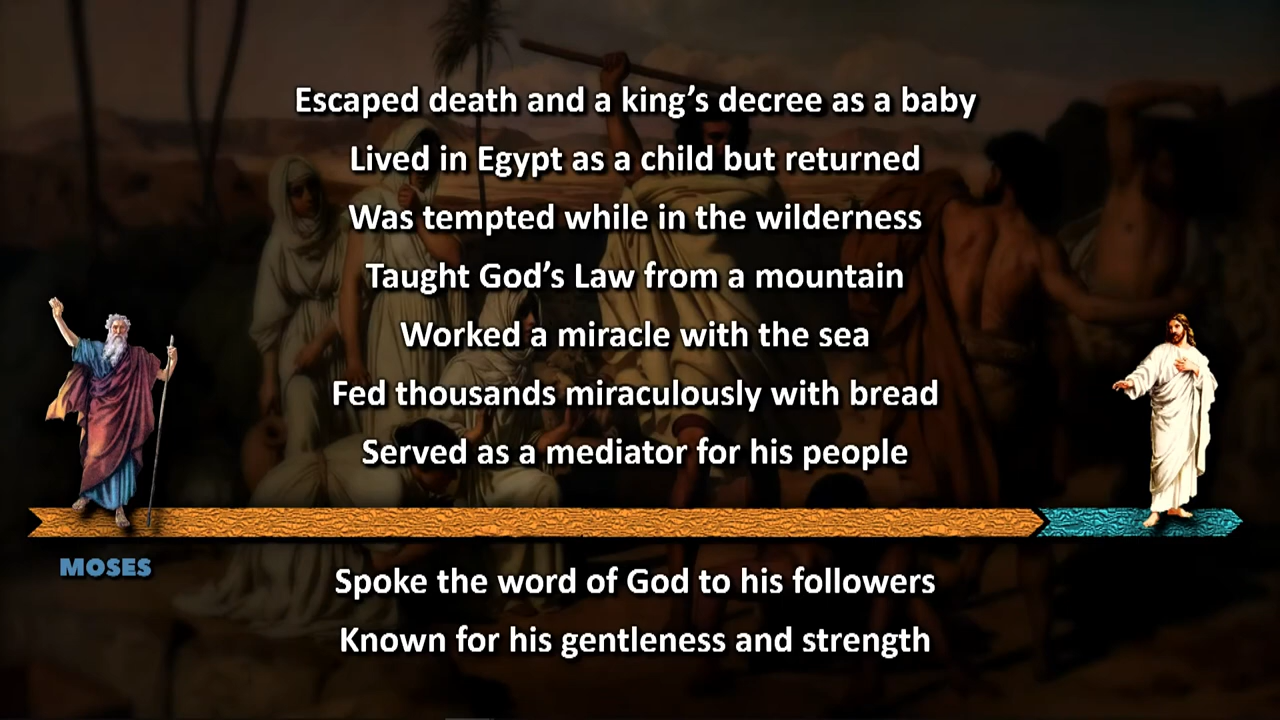 Escaped death and a king’s decree as a baby
Lived in Egypt as a child but returned
Was tempted while in the wilderness
Taught God’s Law from a mountain
Worked a miracle with the sea
Fed thousands miraculously with bread
Served as a mediator for his people
MOSES
Spoke the word of God to his followers
Known for his gentleness and strength